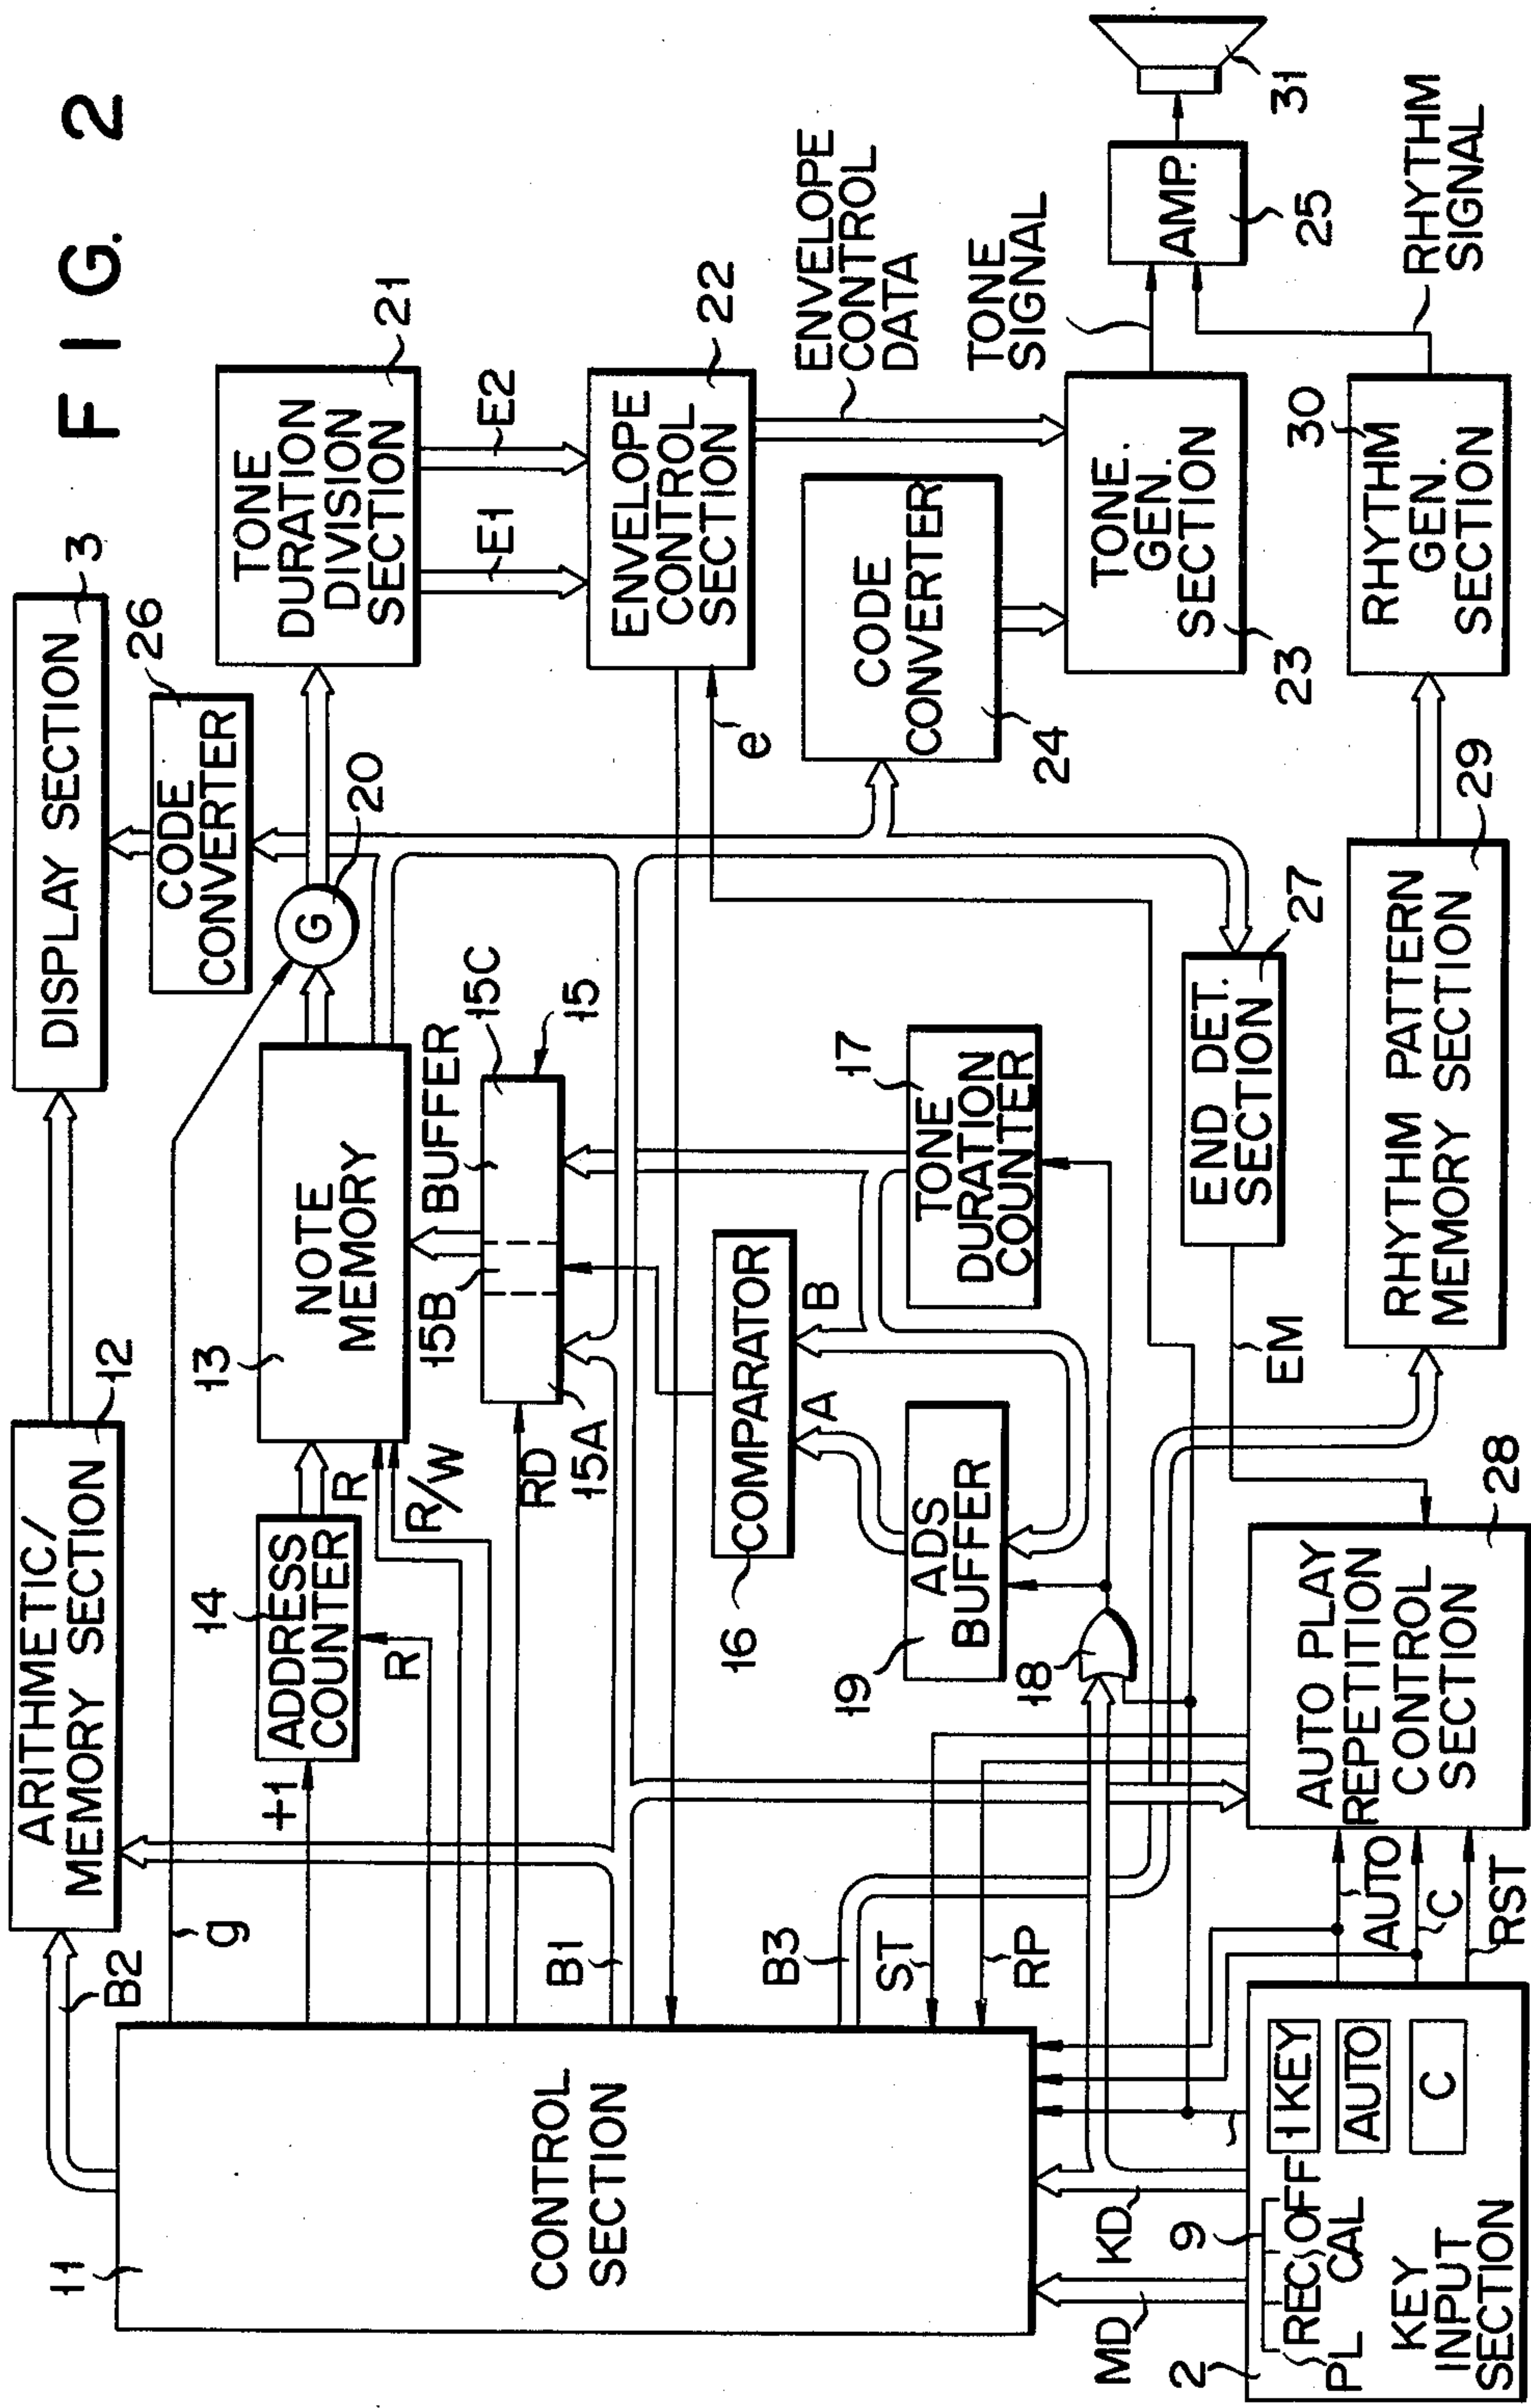 FIG. 2
ARITHMETIC/
MEMORY SECTION
12
DISPLAY SECTION
3
B2
g
CODE
CONVERTER
26
11
CONTROL
SECTION
+1
14
ADDRESS
COUNTER
R
R
R/W
13
NOTE
MEMORY
G
20
TONE
DURATION
DIVISION
SECTION
21
E1
E2
RD
15A
15B
BUFFER
15C
15
B1
ENVELOPE
CONTROL
SECTION
22
e
16
COMPARATOR
A
B
ENVELOPE
CONTROL
DATA
B3
ST
RP
19
ADS
BUFFER
17
TONE
DURATION
COUNTER
CODE
CONVERTER
24
TONE
SIGNAL
18
TONE.
GEN.
SECTION
23
AMP.
25
31
MD
KD
END DET.
SECTION
27
EM
2
9
PL
REC
OFF
CAL
1KEY
AUTO
C
KEY
INPUT
SECTION
AUTO
C
RST
AUTO PLAY
REPETITION
CONTROL
SECTION
28
RHYTHM PATTERN
MEMORY SECTION
29
RHYTHM
GEN.
SECTION
30
RHYTHM
SIGNAL